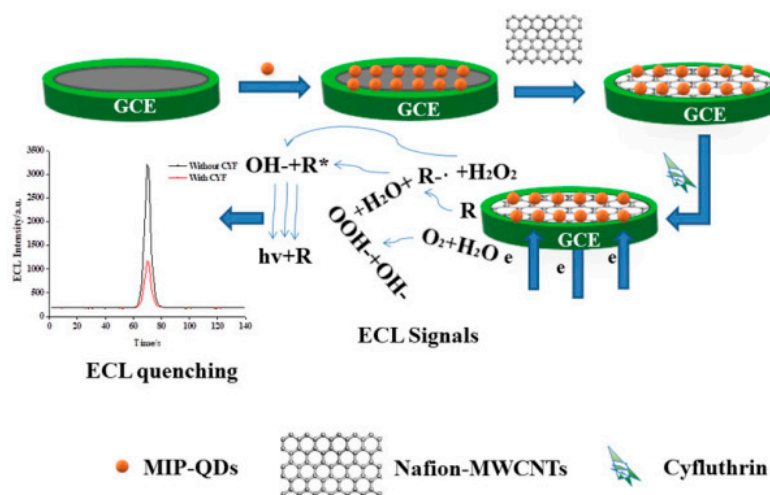 GCE
GCE
GCE
Without CYF
With CYF
3500
3000
2500
2000
1500
1000
500
0
0 20 40 60 80 100 120 140
ECL Intensity/a.u.
Time/s
ECL quenching
OH-+R*
hν+R
+H2O+ R-· +H2O2
R
OOH-+OH-
O2+H2O
e
e
e
GCE
ECL Signals
MIP-QDs
Nafion-MWCNTs
Cyfluthrin